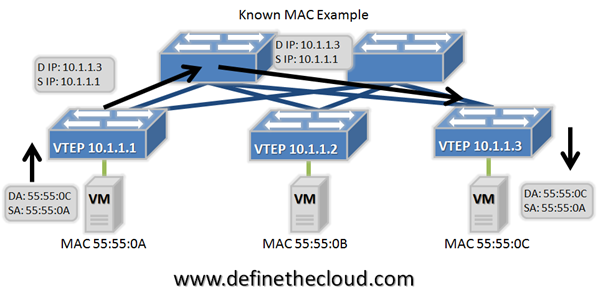 Known MAC Example
D IP: 10.1.1.3
S IP: 10.1.1.1
D IP: 10.1.1.3
S IP: 10.1.1.1
VTEP 10.1.1.1
VTEP 10.1.1.2
VTEP 10.1.1.3
DA: 55:55:0C
SA: 55:55:0A
VM
VM
VM
DA: 55:55:0C
SA: 55:55:0A
MAC 55:55:0A
MAC 55:55:0B
MAC 55:55:0C
www.definethecloud.com